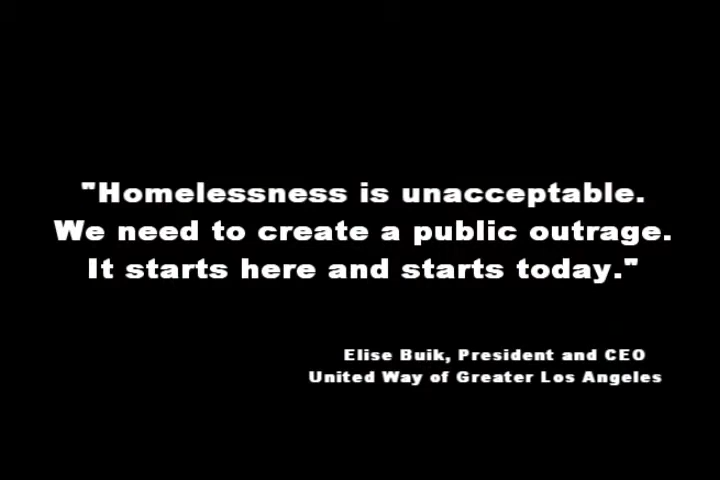 "Homelessness is unacceptable.
We need to create a public outrage.
It starts here and starts today."
Elise Buik, President and CEO
United Way of Greater Los Angeles